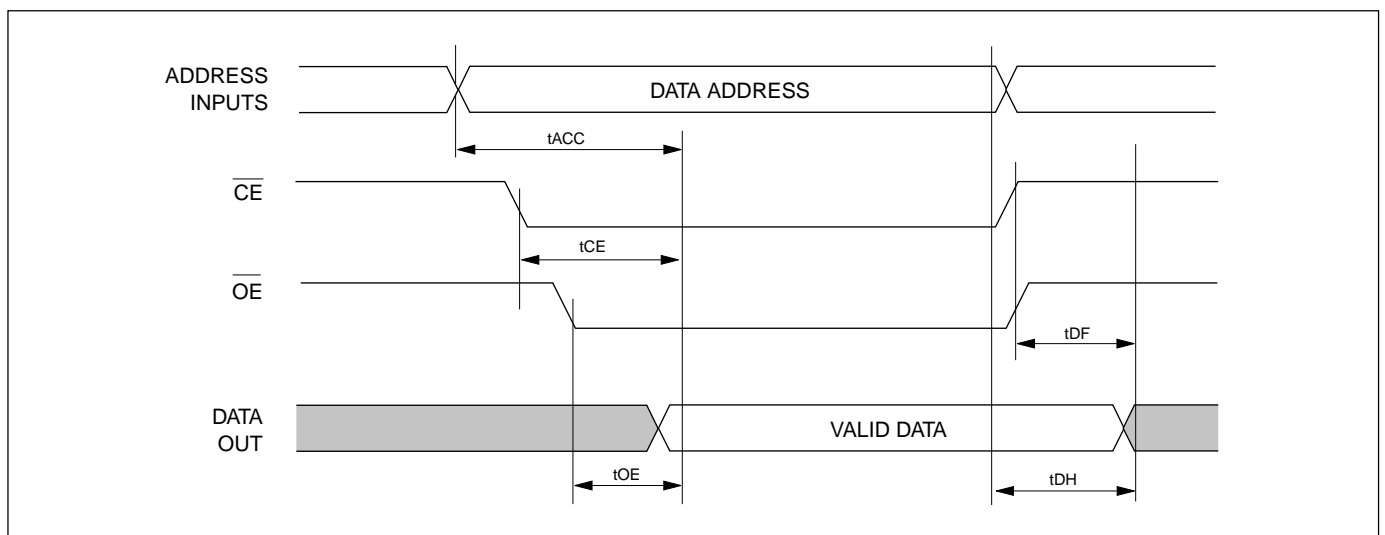 ADDRESS
INPUTS
DATA ADDRESS
tACC
CE
tCE
OE
tDF
DATA
OUT
VALID DATA
tOE
tDH